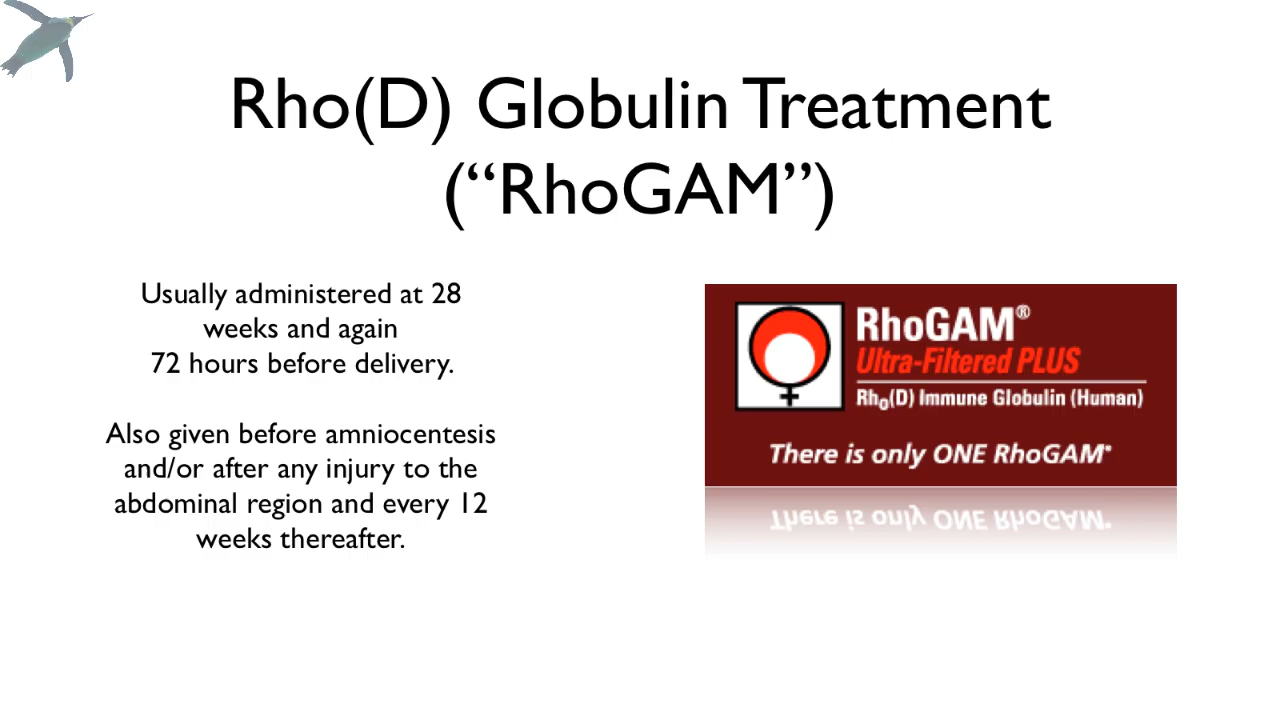 Rho(D) Globulin Treatment
(“RhoGAM”)
Usually administered at 28
weeks and again
72 hours before delivery.
Also given before amniocentesis
and/or after any injury to the
abdominal region and every 12
weeks thereafter.
RhoGAM®
Ultra-Filtered PLUS
Rho(D) Immune Globulin (Human)
There is only ONE RhoGAM®
There is only ONE RhoGAM®